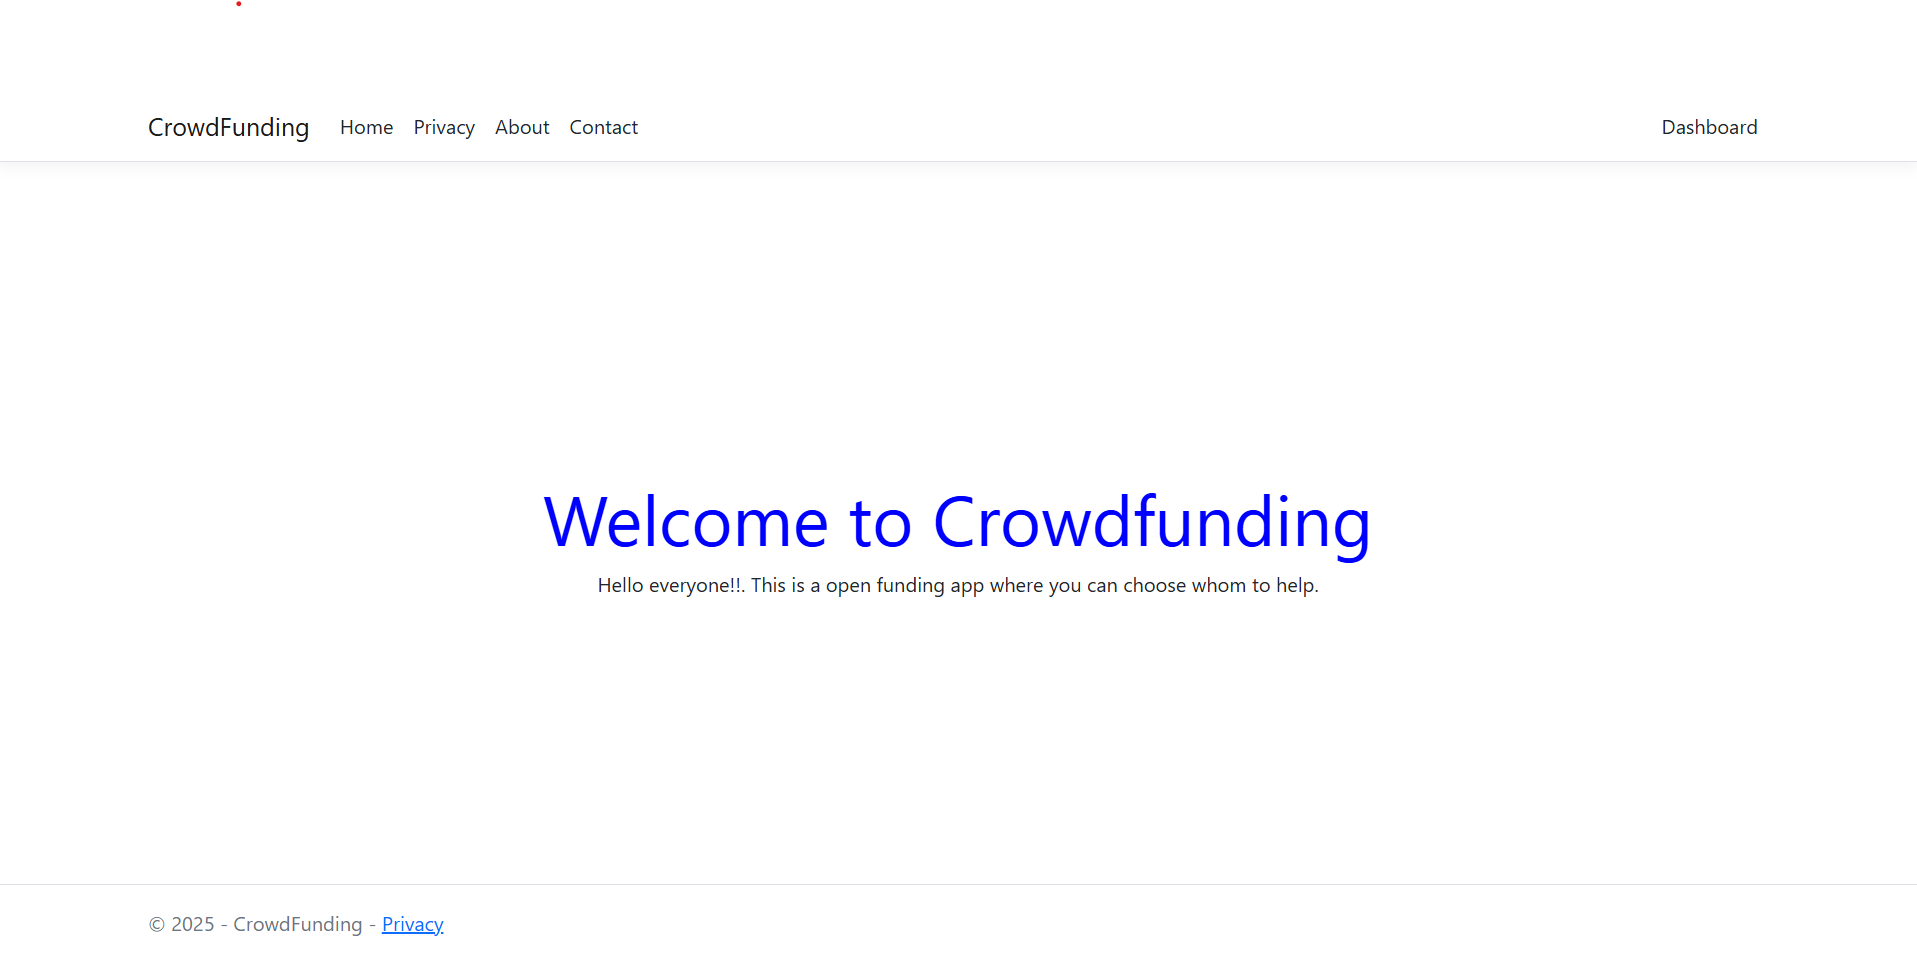 CrowdFunding Home Privacy About Contact Dashboard
Welcome to Crowdfunding
Hello everyone!!. This is a open funding app where you can choose whom to help.
© 2025 - CrowdFunding - Privacy